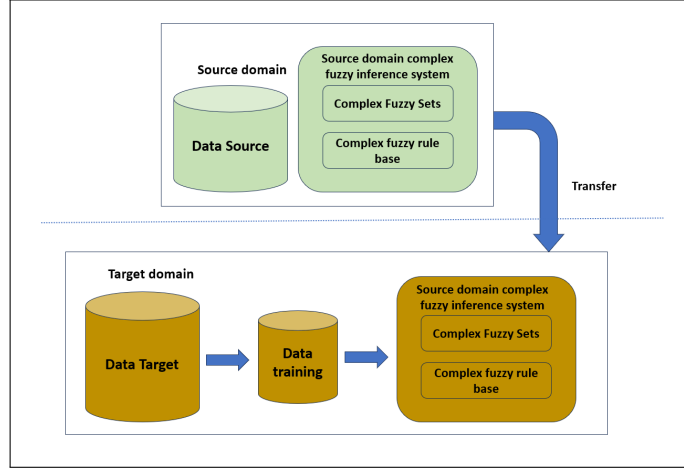 Source domain
Data Source
Source domain complex
fuzzy inference system
Complex Fuzzy Sets
Complex fuzzy rule
base
Transfer
Target domain
Data Target
Data
training
Source domain complex
fuzzy inference system
Complex Fuzzy Sets
Complex fuzzy rule
base